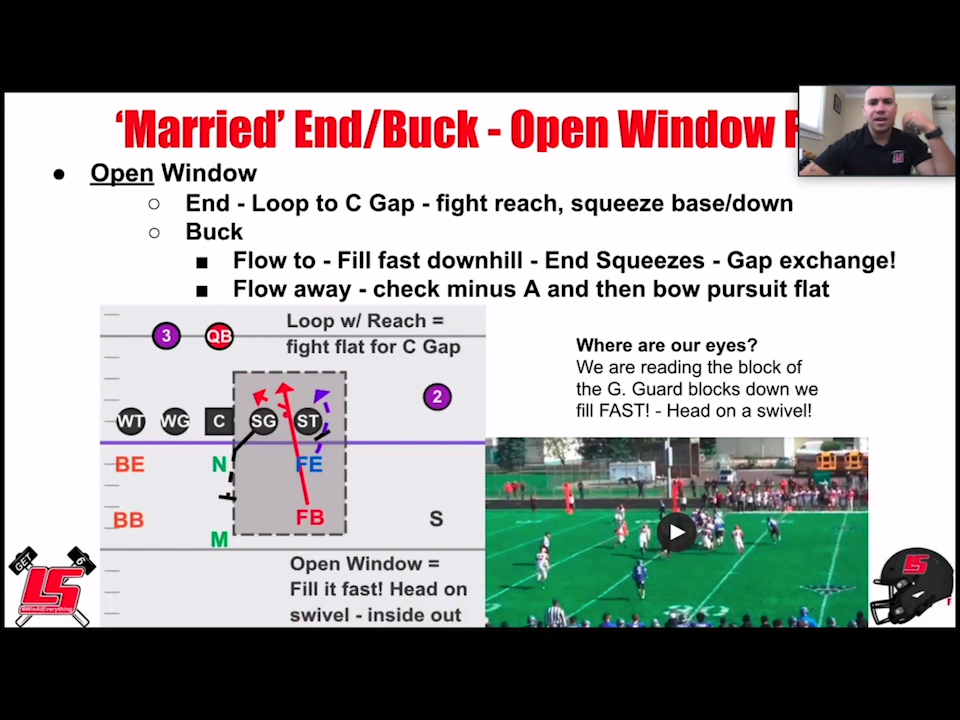 ‘Married’ End/Buck - Open Window
● Open Window
○ End - Loop to C Gap - fight reach, squeeze base/down
○ Buck
■ Flow to - Fill fast downhill - End Squeezes - Gap exchange!
■ Flow away - check minus A and then bow pursuit flat
3 QB
Loop w/ Reach =
fight flat for C Gap
2
WT WG C SG ST
BE N FE
BB FB S
M
Open Window =
Fill it fast! Head on
swivel - inside out
Where are our eyes?
We are reading the block of
the G. Guard blocks down we
fill FAST! - Head on a swivel!
GET
LS
#WinAtEverything
LS